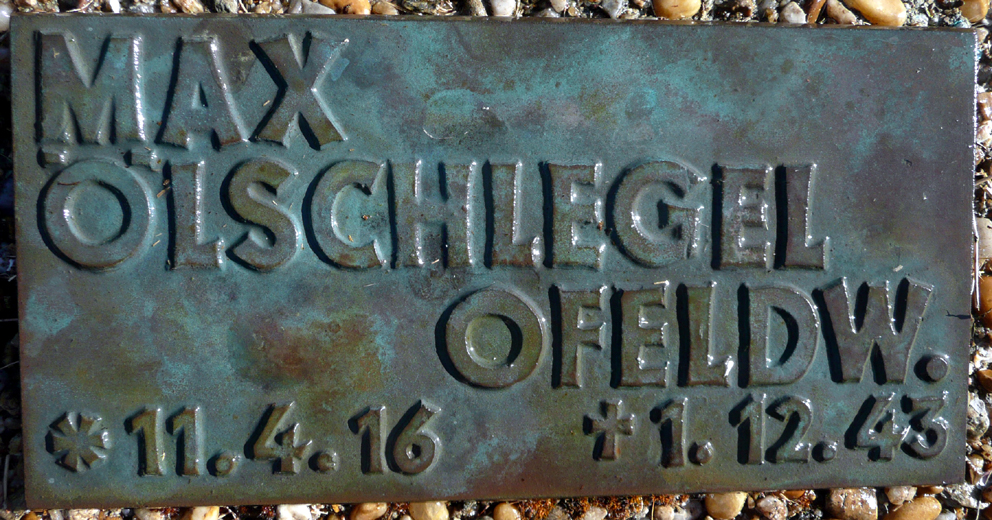 MAX
ÖLSCHLEGEL
OFELDW.
* 11.4.16 † 1.12.43